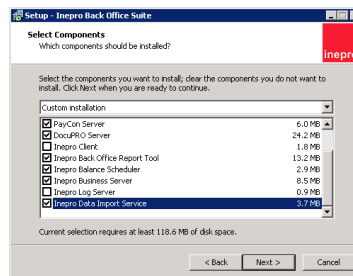 Setup - Inepro Back Office Suite
Select Components
Which components should be installed?
inepro
Select the components you want to install; clear the components you do not want to
install. Click Next when you are ready to continue.
Custom installation
PayCon Server 6.0 MB
DocuPRO Server 24.2 MB
Inepro Client 1.8 MB
Inepro Back Office Report Tool 13.2 MB
Inepro Balance Scheduler 2.9 MB
Inepro Business Server 8.5 MB
Inepro Log Server 0.9 MB
Inepro Data Import Service 3.7 MB
Current selection requires at least 118.6 MB of disk space.
< Back Next > Cancel